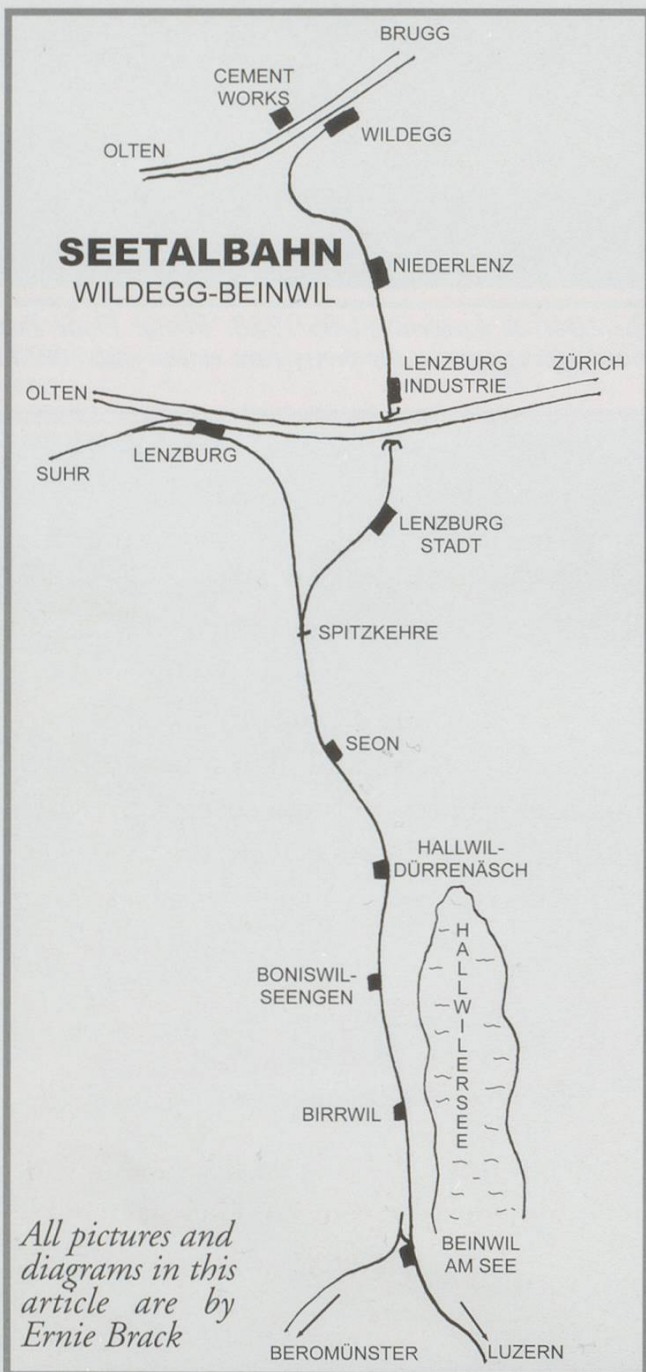 BRUGG
CEMENT
WORKS
WILDEGG
OLTEN
SEETALBAHN
WILDEGG-BEINWIL
NIEDERLENZ
LENZBURG
INDUSTRIE
ZÜRICH
OLTEN
LENZBURG
SUHR
LENZBURG
STADT
SPITZKEHRE
SEON
HALLWIL-
DÜRRENÄSCH
HALLWILERSEE
BONISWIL-
SEENGEN
BIRRWIL
BEINWIL
AM SEE
All pictures and
diagrams in this
article are by
Ernie Brack
BEROMÜNSTER
LUZERN